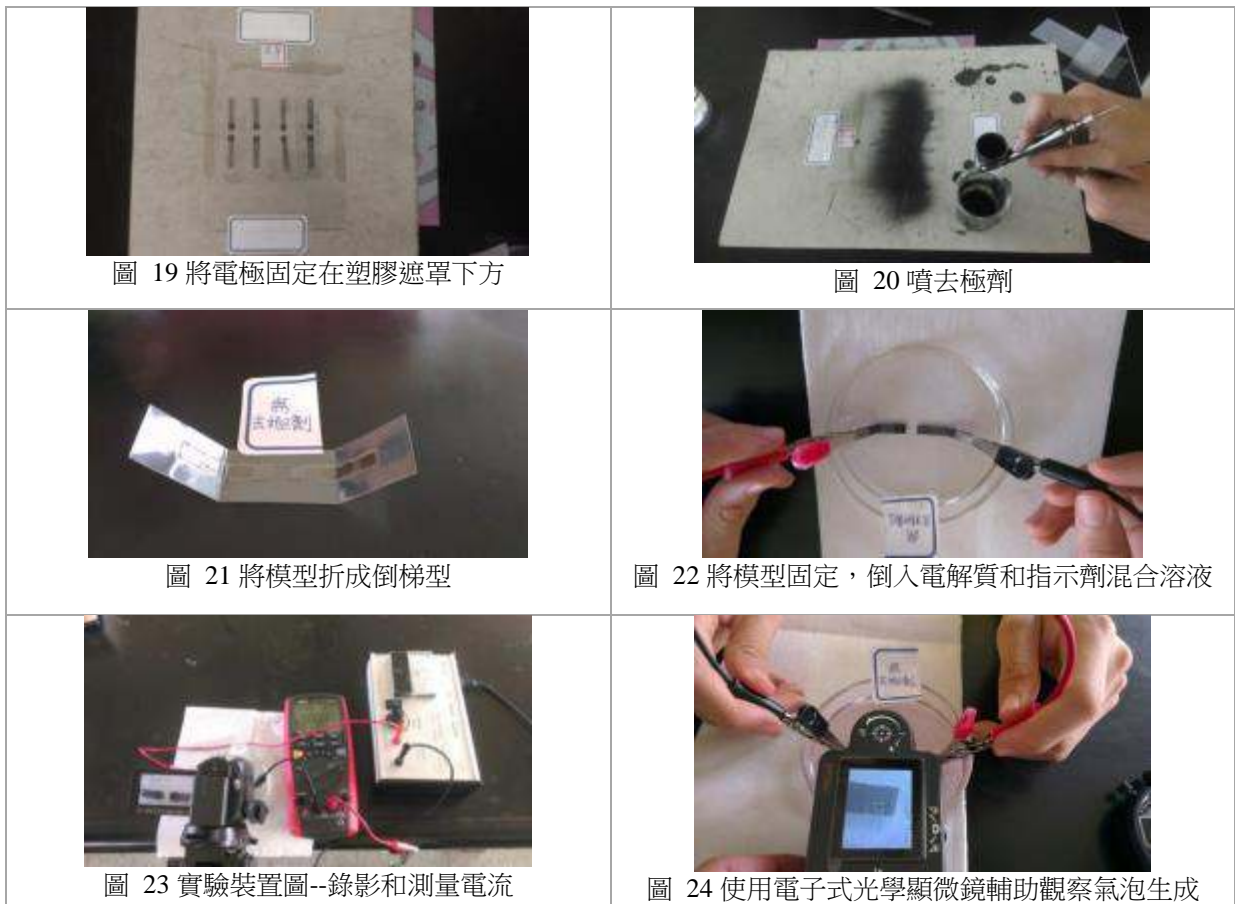 圖 19 將電極固定在塑膠遮罩下方
圖 20 噴去極劑
無
去極劑
圖 21 將模型折成倒梯型
圖 22 將模型固定，倒入電解質和指示劑混合溶液
圖 23 實驗裝置圖--錄影和測量電流
圖 24 使用電子式光學顯微鏡輔助觀察氣泡生成